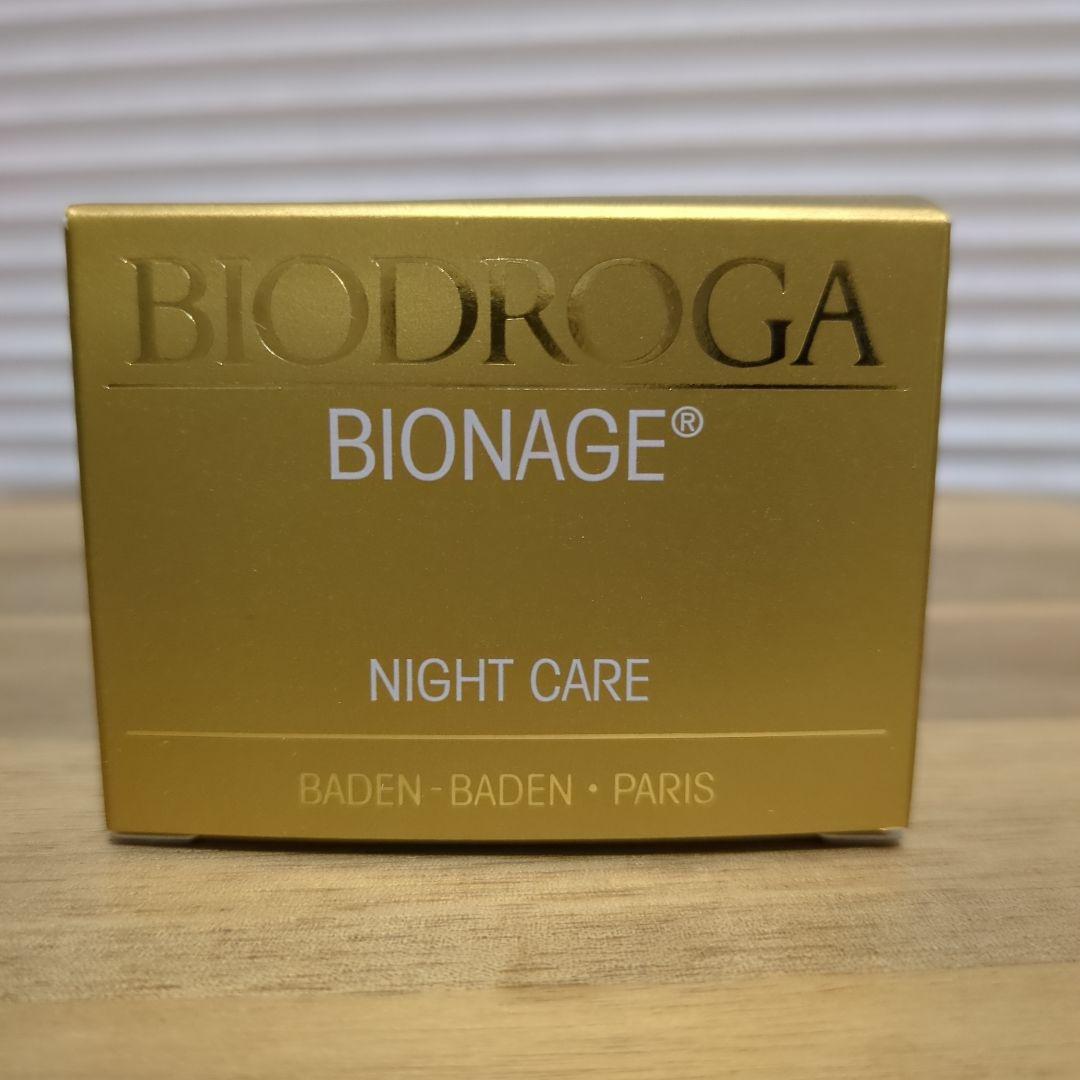 BIODROGA
BIONAGE®
NIGHT CARE
BADEN-BADEN • PARIS